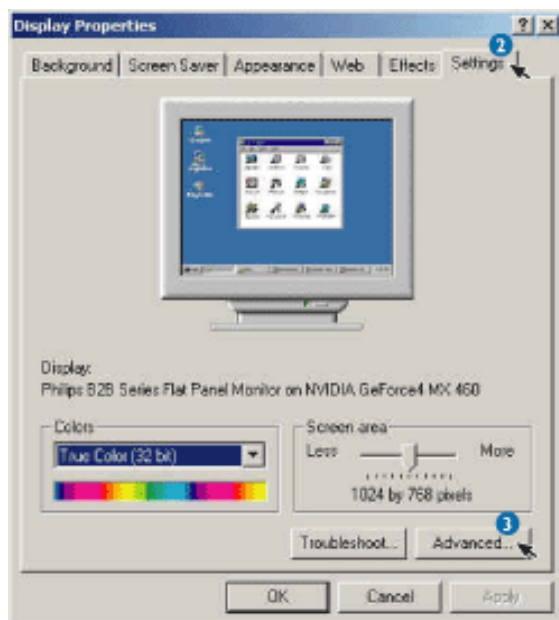 Display Properties
2
Background Screen Saver Appearance Web Effects Settings
Display:
Philips B2B Series Flat Panel Monitor on NVIDIA GeForce4 MX 460
Colors
True Color (32 bit)
Screen area
Less More
1024 by 768 pixels
3
Troubleshoot... Advanced...
OK Cancel Apply